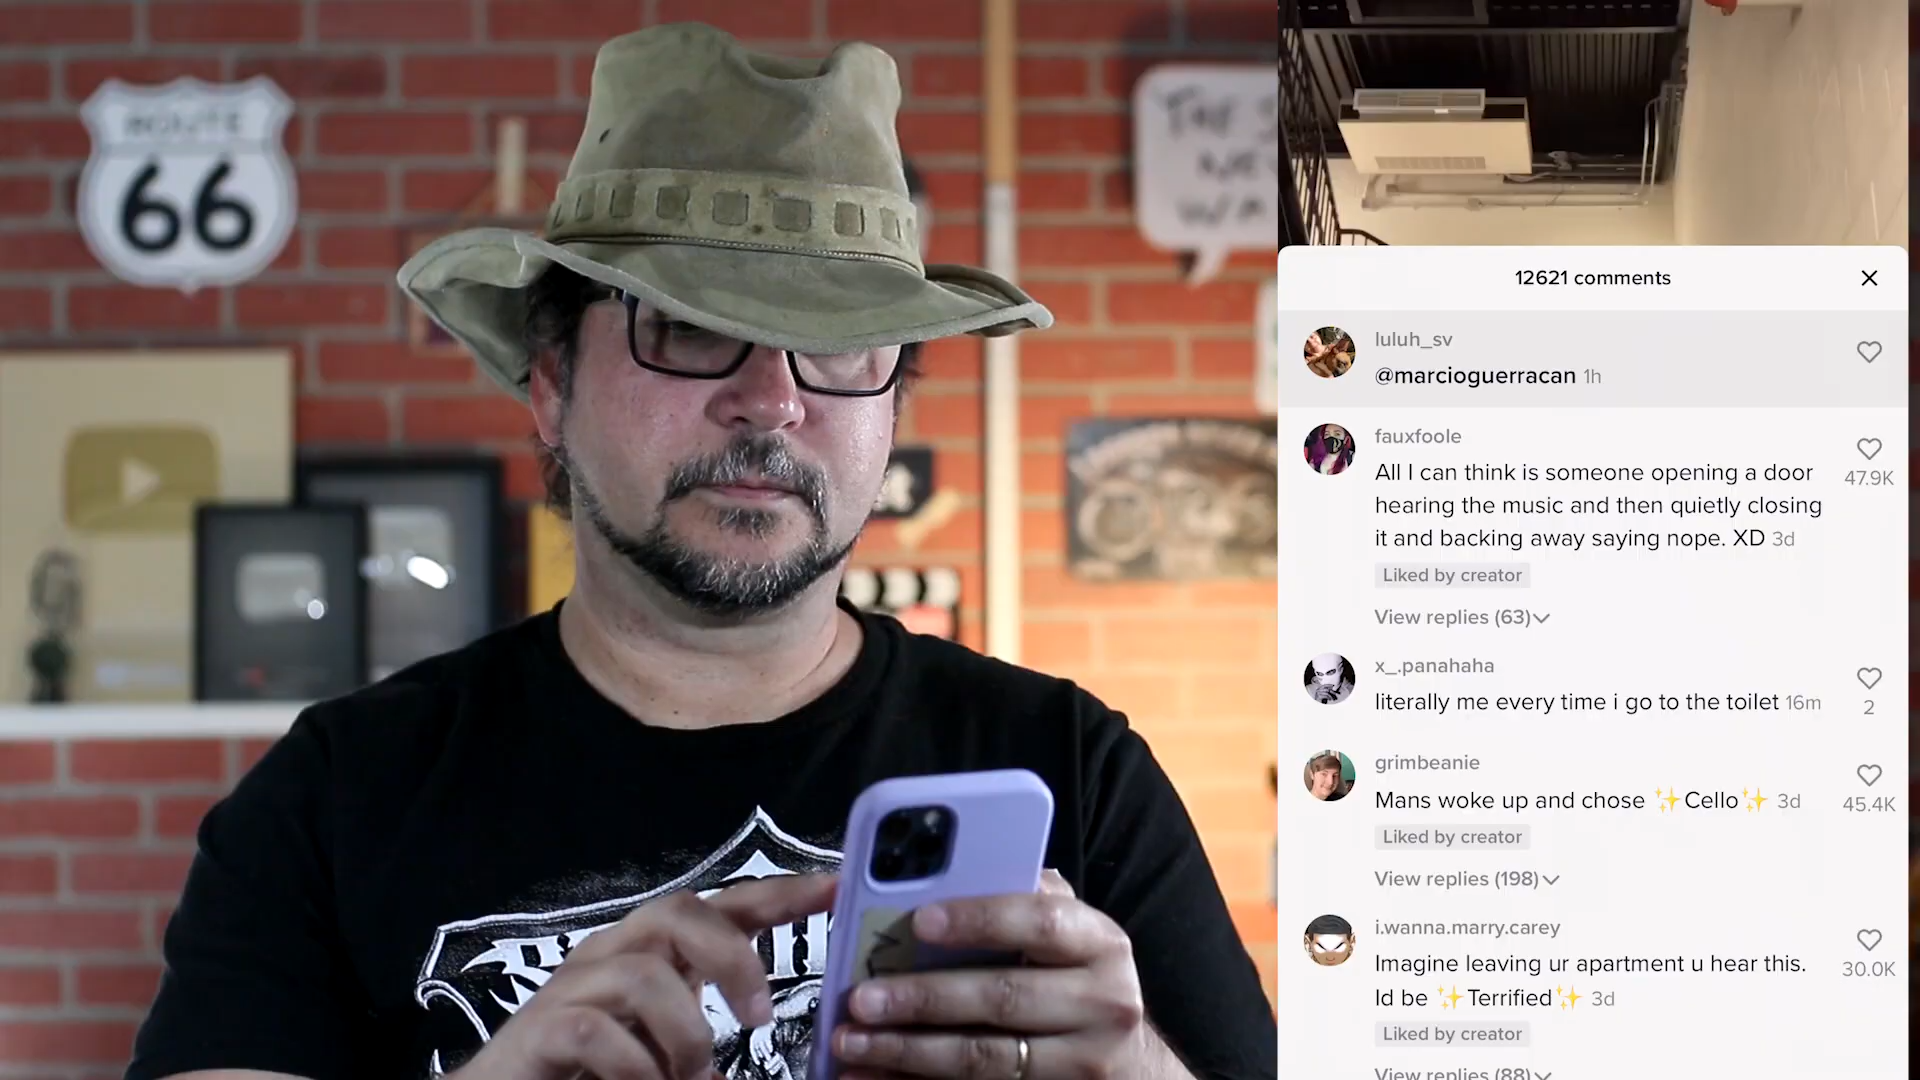 ROUTE
66
12621 comments
luluh_sv
@marcioguerracan 1h
fauxfoole
All I can think is someone opening a door
hearing the music and then quietly closing
it and backing away saying nope. XD 3d
47.9K
Liked by creator
View replies (63)
x_.panahaha
literally me every time i go to the toilet 16m
2
grimbeanie
Mans woke up and chose ✨Cello✨ 3d
45.4K
Liked by creator
View replies (198)
i.wanna.marry.carey
Imagine leaving ur apartment u hear this.
Id be ✨Terrified✨ 3d
30.0K
Liked by creator
View replies (88)